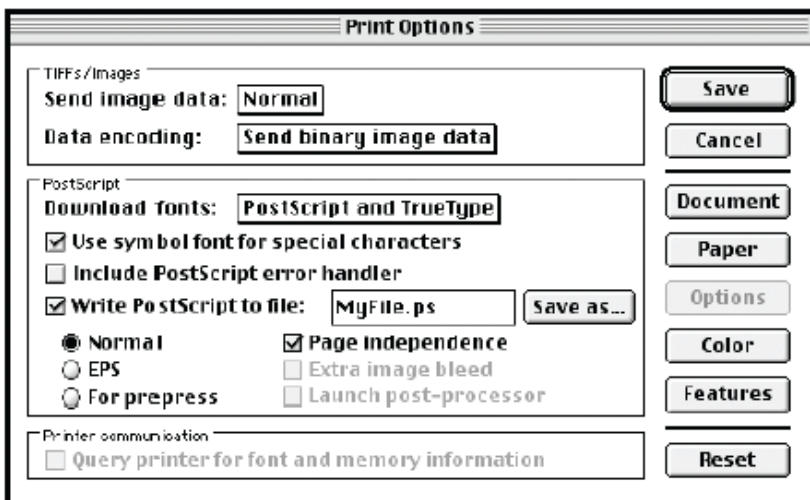 Print Options
TIFFs/Images
Send image data: Normal
Data encoding: Send binary image data
PostScript
Download fonts: PostScript and TrueType
Use symbol font for special characters
Include PostScript error handler
Write PostScript to file: MyFile.ps Save as...
Normal
Page independence
EPS
Extra image bleed
For prepress
Launch post-processor
Printer communication
Query printer for font and memory information
Save
Cancel
Document
Paper
Options
Color
Features
Reset